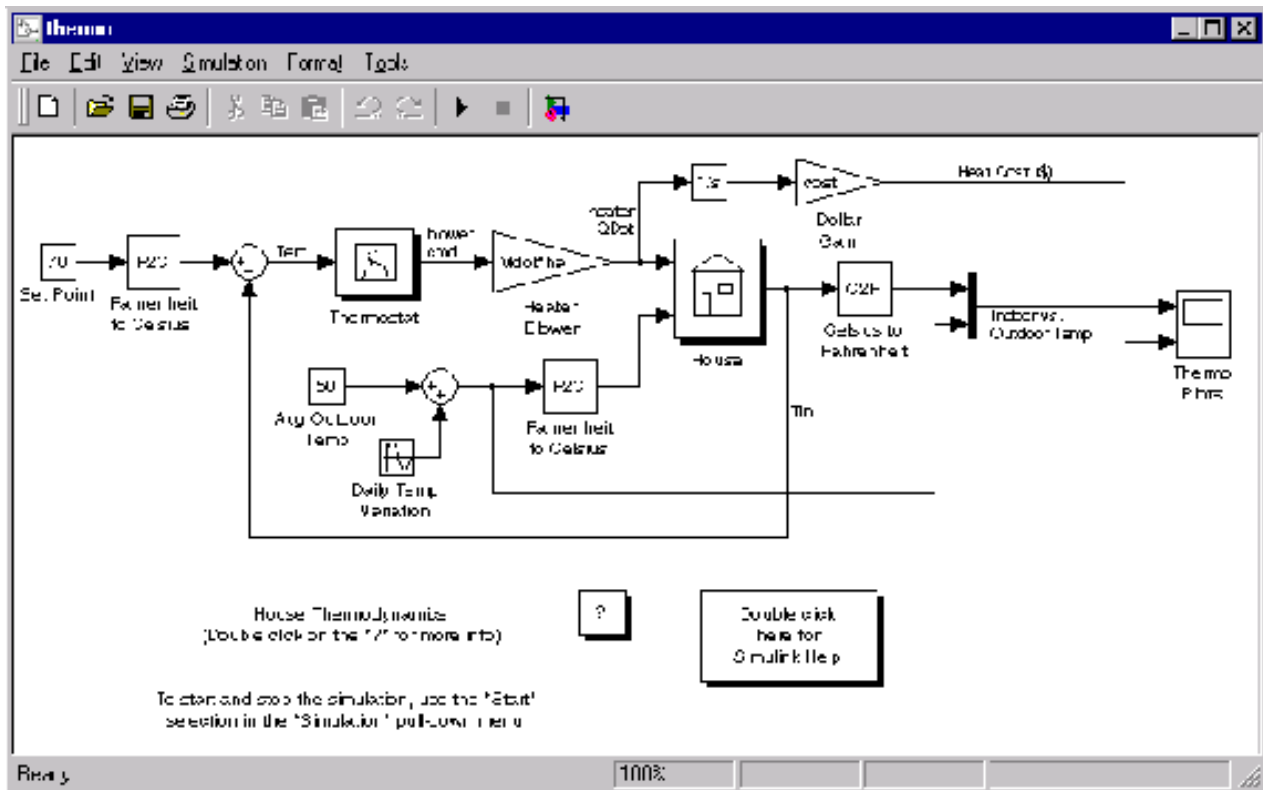 thermo
File Edit View Simulation Format Tools
Heat Cost ($)
1/s
cost
Dollar
Gain
heater
QDot
blower
cmd
70
F2C
Terr
Mdot*ha
Set Point
Fahrenheit
to Celsius
Thermostat
Heater
Blower
House
C2F
Celsius to
Fahrenheit
Indoor vs.
Outdoor Temp
Thermo
Plots
50
F2C
Avg Outdoor
Temp
Fahrenheit
to Celsius
Tin
Daily Temp
Variation
House Thermodynamics
(Double click on the "?" for more info)
?
Double click
here for
Simulink Help
To start and stop the simulation, use the "Start"
selection in the "Simulation" pull-down menu
Ready
100%